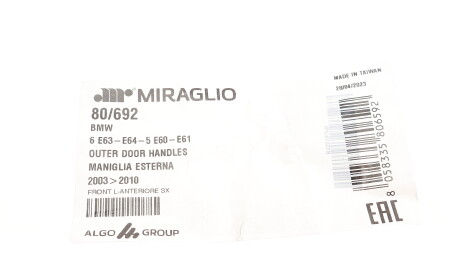 MIRAGLIO
80/692
BMW
6 E63-E64-5 E60-E61
OUTER DOOR HANDLES
MANIGLIA ESTERNA
2003>2010
FRONT L-ANTERIORE SX
ALGO GROUP
MADE IN TAIWAN
20/04/2023
8 058335 806592
EAC